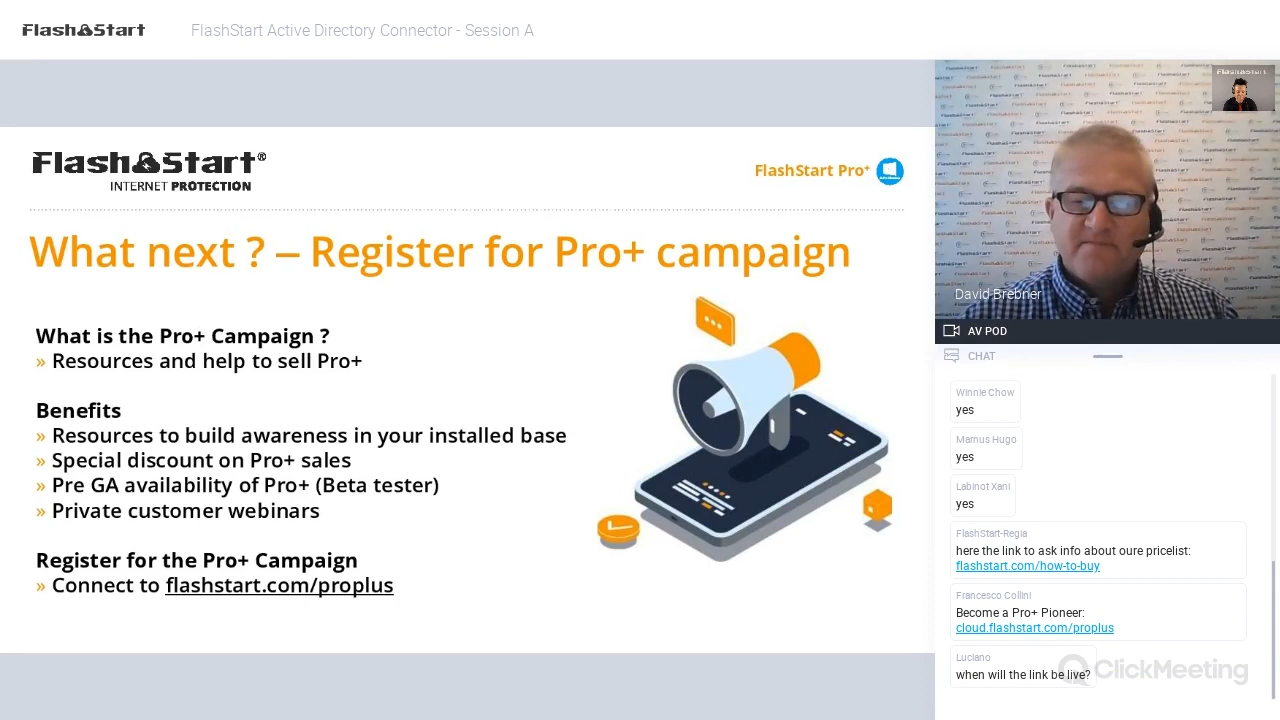 Flash&Start
FlashStart Active Directory Connector - Session A
Flash&Start®
INTERNET PROTECTION
FlashStart Pro+
What next ? – Register for Pro+ campaign
What is the Pro+ Campaign ?
» Resources and help to sell Pro+
Benefits
» Resources to build awareness in your installed base
» Special discount on Pro+ sales
» Pre GA availability of Pro+ (Beta tester)
» Private customer webinars
Register for the Pro+ Campaign
» Connect to flashstart.com/proplus
David Brebner
AV POD
CHAT
Winnie Chow
yes
Marnus Hugo
yes
Labinot Xani
yes
FlashStart-Regia
here the link to ask info about oure pricelist:
flashstart.com/how-to-buy
Francesco Collini
Become a Pro+ Pioneer:
cloud.flashstart.com/proplus
Luciano
when will the link be live?
ClickMeeting